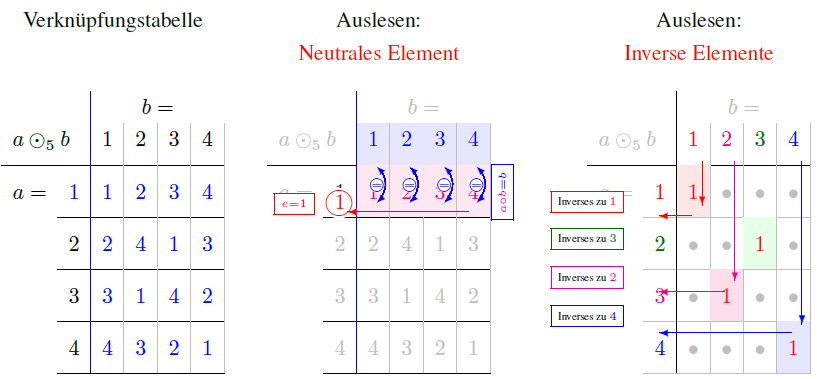 Verknüpfungstabelle
b =
a ⊙₅ b 1 2 3 4
a = 1 1 2 3 4
2 2 4 1 3
3 3 1 4 2
4 4 3 2 1
Auslesen:
Neutrales Element
b =
a ⊙₅ b 1 2 3 4
= = = =
1 2 3 4
e=1 1
a∘b=b
2 2 4 1 3
3 3 1 4 2
4 4 3 2 1
Auslesen:
Inverse Elemente
b =
a ⊙₅ b 1 2 3 4
1 1 • • •
Inverses zu 1
2 • • 1 •
Inverses zu 3
3 • 1 • •
Inverses zu 2
4 • • • 1
Inverses zu 4